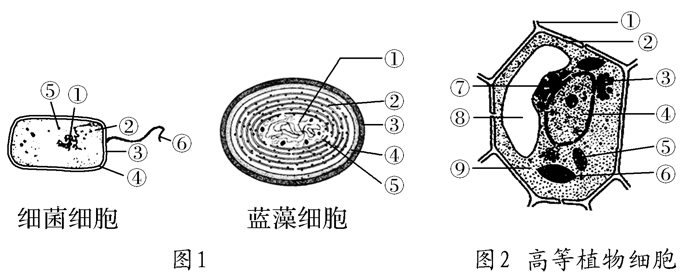 ⑤ ① ② ③ ④ ⑥
细菌细胞
① ② ③ ④ ⑤
蓝藻细胞
图1
① ② ③ ④ ⑤ ⑥ ⑦ ⑧ ⑨
图2 高等植物细胞